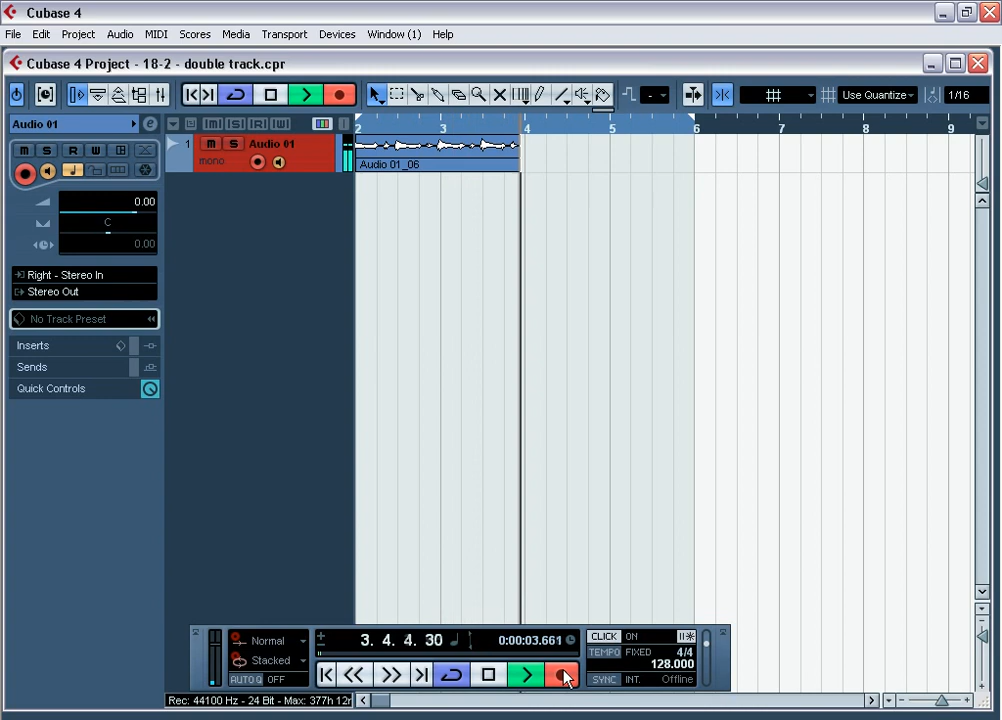 Cubase 4
File Edit Project Audio MIDI Scores Media Transport Devices Window (1) Help
Cubase 4 Project - 18-2 - double track.cpr
Use Quantize 1/16
Audio 01
M S R W
M S R W
2 3 4 5 6 7 8 9
1 M S Audio 01
mono
Audio 01_06
0.00
C
0.00
Right - Stereo In
Stereo Out
No Track Preset
Inserts
Sends
Quick Controls
Normal
Stacked
AUTO Q OFF
3. 4. 4. 30 0:00:03.661
CLICK ON
TEMPO FIXED 4/4
128.000
SYNC INT. Offline
Rec: 44100 Hz - 24 Bit - Max: 377h 12r